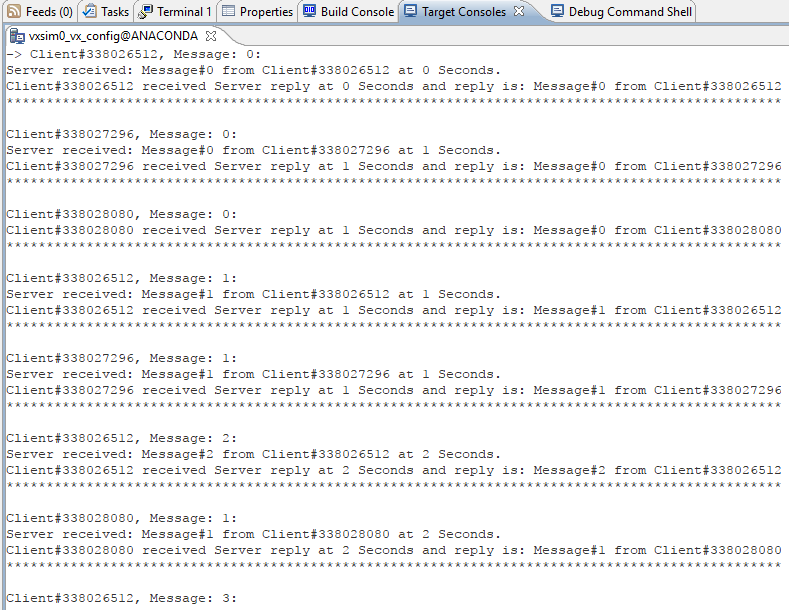 Feeds (0) Tasks Terminal 1 Properties Build Console Target Consoles Debug Command Shell
vxsim0_vx_config@ANACONDA
-> Client#338026512, Message: 0:
Server received: Message#0 from Client#338026512 at 0 Seconds.
Client#338026512 received Server reply at 0 Seconds and reply is: Message#0 from Client#338026512
*************************************************************************************************
Client#338027296, Message: 0:
Server received: Message#0 from Client#338027296 at 1 Seconds.
Client#338027296 received Server reply at 1 Seconds and reply is: Message#0 from Client#338027296
*************************************************************************************************
Client#338028080, Message: 0:
Client#338028080 received Server reply at 1 Seconds and reply is: Message#0 from Client#338028080
*************************************************************************************************
Client#338026512, Message: 1:
Server received: Message#1 from Client#338026512 at 1 Seconds.
Client#338026512 received Server reply at 1 Seconds and reply is: Message#1 from Client#338026512
*************************************************************************************************
Client#338027296, Message: 1:
Server received: Message#1 from Client#338027296 at 1 Seconds.
Client#338027296 received Server reply at 1 Seconds and reply is: Message#1 from Client#338027296
*************************************************************************************************
Client#338026512, Message: 2:
Server received: Message#2 from Client#338026512 at 2 Seconds.
Client#338026512 received Server reply at 2 Seconds and reply is: Message#2 from Client#338026512
*************************************************************************************************
Client#338028080, Message: 1:
Server received: Message#1 from Client#338028080 at 2 Seconds.
Client#338028080 received Server reply at 2 Seconds and reply is: Message#1 from Client#338028080
*************************************************************************************************
Client#338026512, Message: 3: